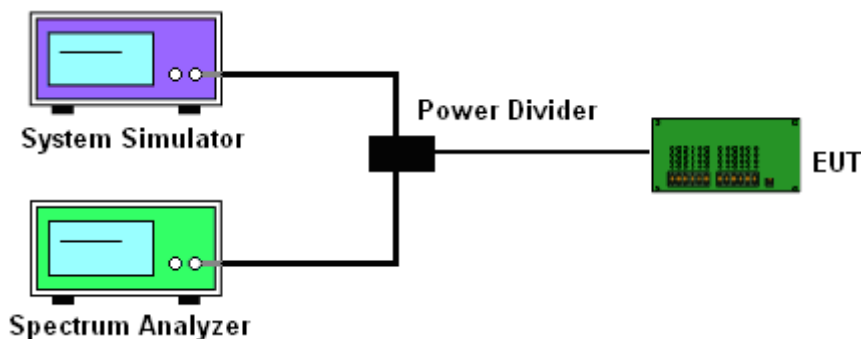 System Simulator
Power Divider
EUT
Spectrum Analyzer